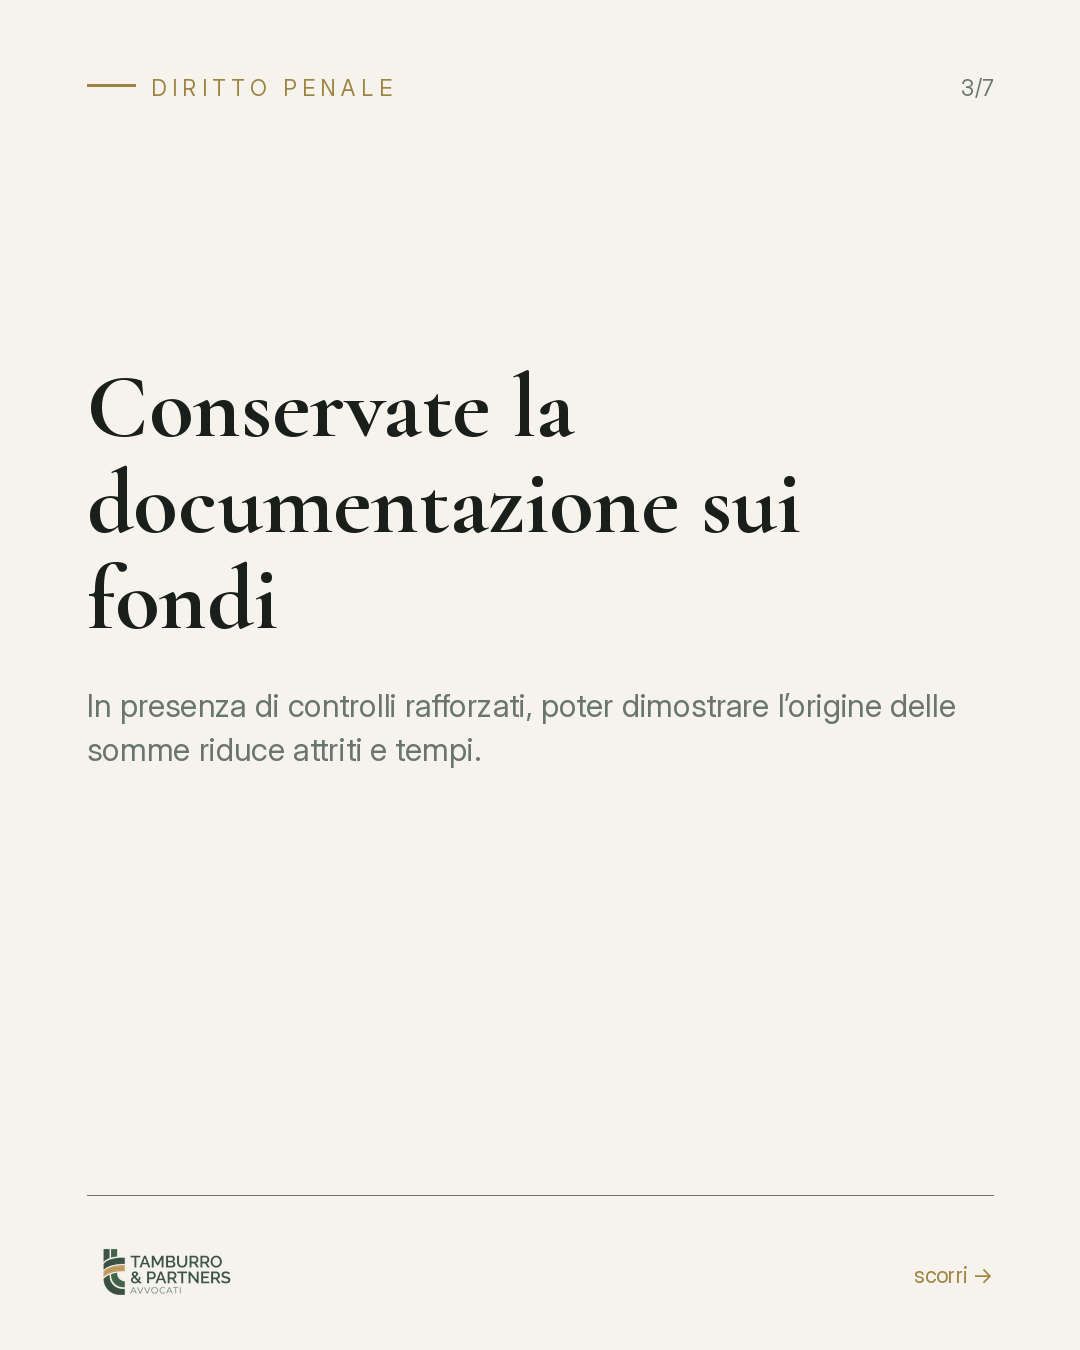 DIRITTO PENALE
3/7
Conservate la
documentazione sui
fondi
In presenza di controlli rafforzati, poter dimostrare l’origine delle
somme riduce attriti e tempi.
TAMBURRO
& PARTNERS
AVVOCATI
scorri →